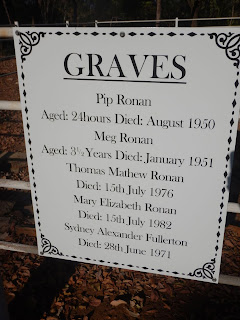 GRAVES
Pip Ronan
Aged: 24hours Died: August 1950
Meg Ronan
Aged: 3½ Years Died: January 1951
Thomas Mathew Ronan
Died: 15th July 1976
Mary Elizabeth Ronan
Died: 15th July 1982
Sydney Alexander Fullerton
Died: 28th June 1971